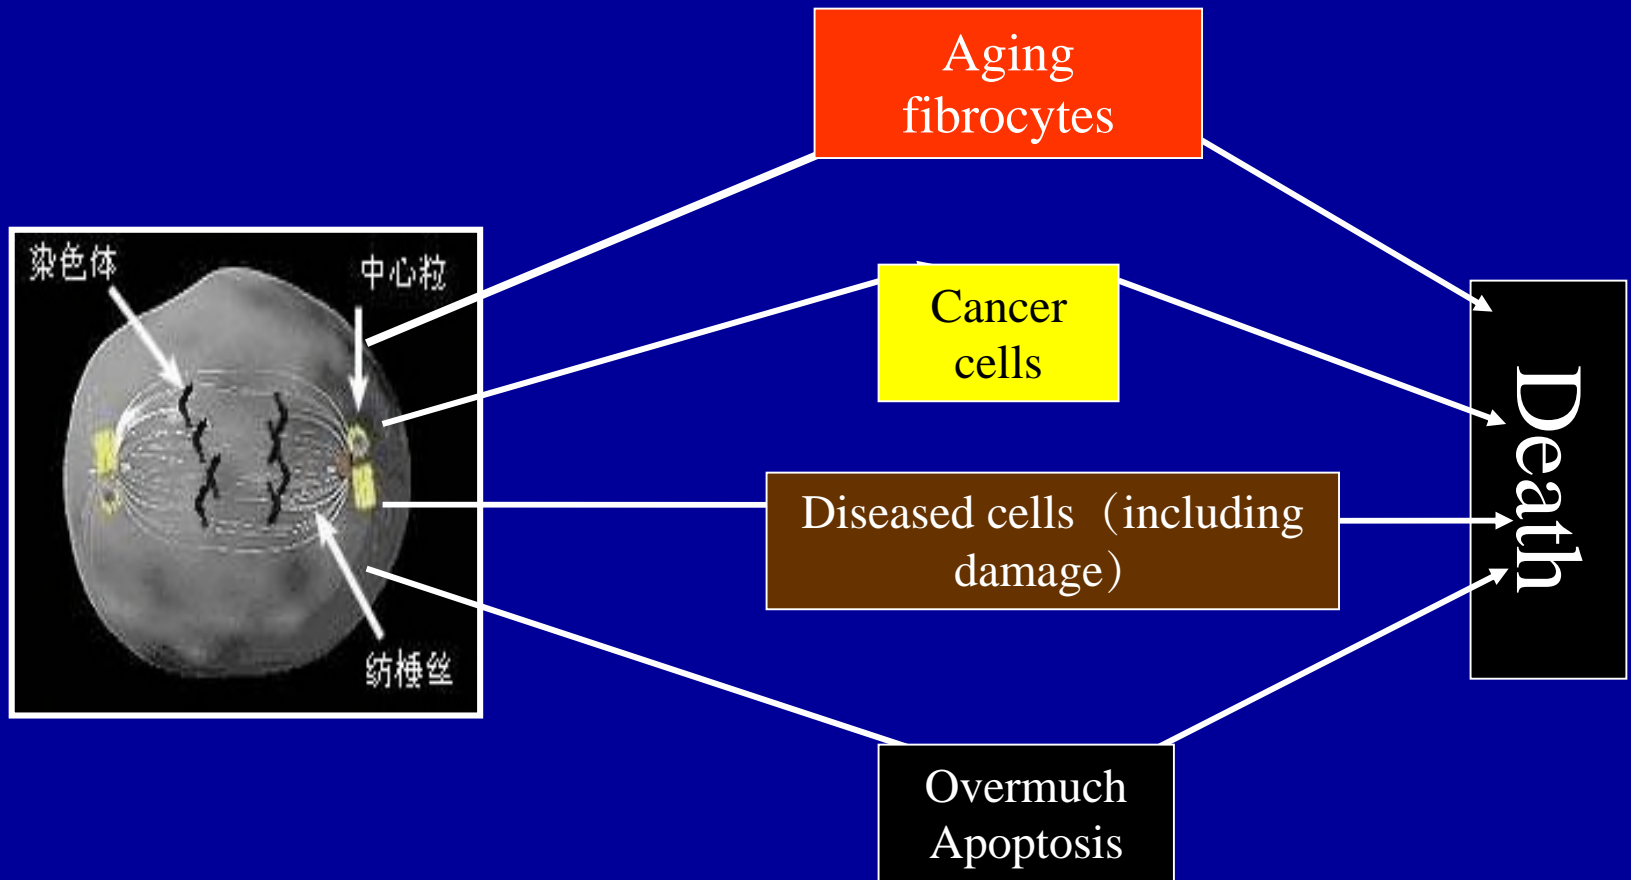 Aging
fibrocytes
染色体
中心粒
Cancer
cells
Death
Diseased cells（including
damage）
纺棰丝
Overmuch
Apoptosis